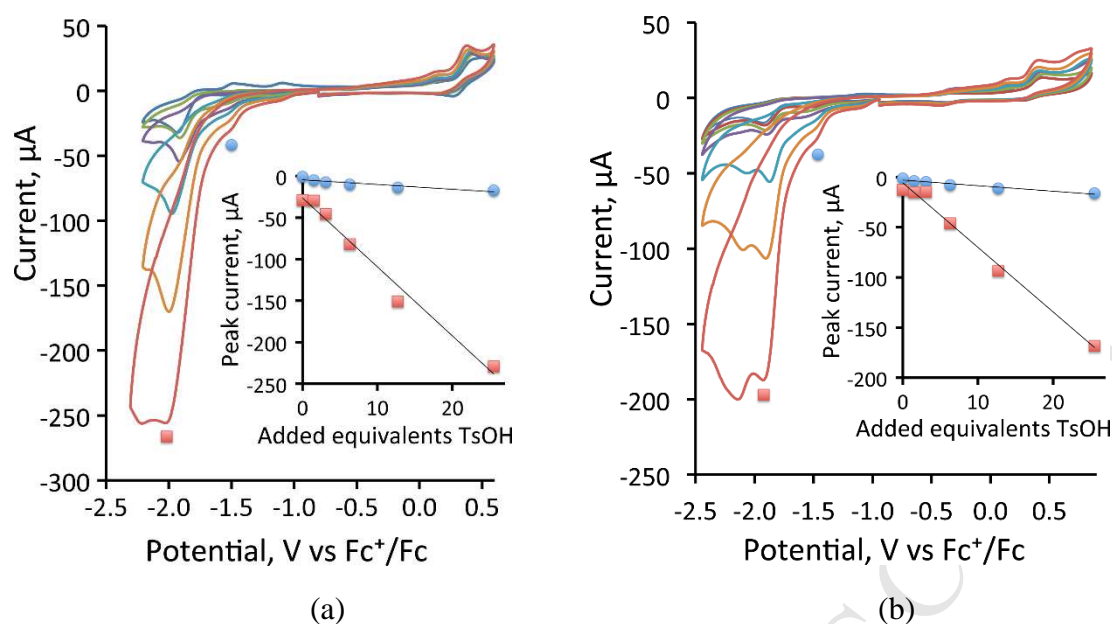 50
0
-50
-100
-150
-200
-250
-300
Current, µA
-2.5 -2.0 -1.5 -1.0 -0.5 0.0 0.5
Potential, V vs Fc⁺/Fc
0
-50
-100
-150
-200
-250
Peak current, µA
0 10 20
Added equivalents TsOH
(a)
50
0
-50
-100
-150
-200
-250
Current, µA
-2.5 -2.0 -1.5 -1.0 -0.5 0.0 0.5
Potential, V vs Fc⁺/Fc
0
-50
-100
-150
-200
Peak current, µA
0 10 20
Added equivalents TsOH
(b)